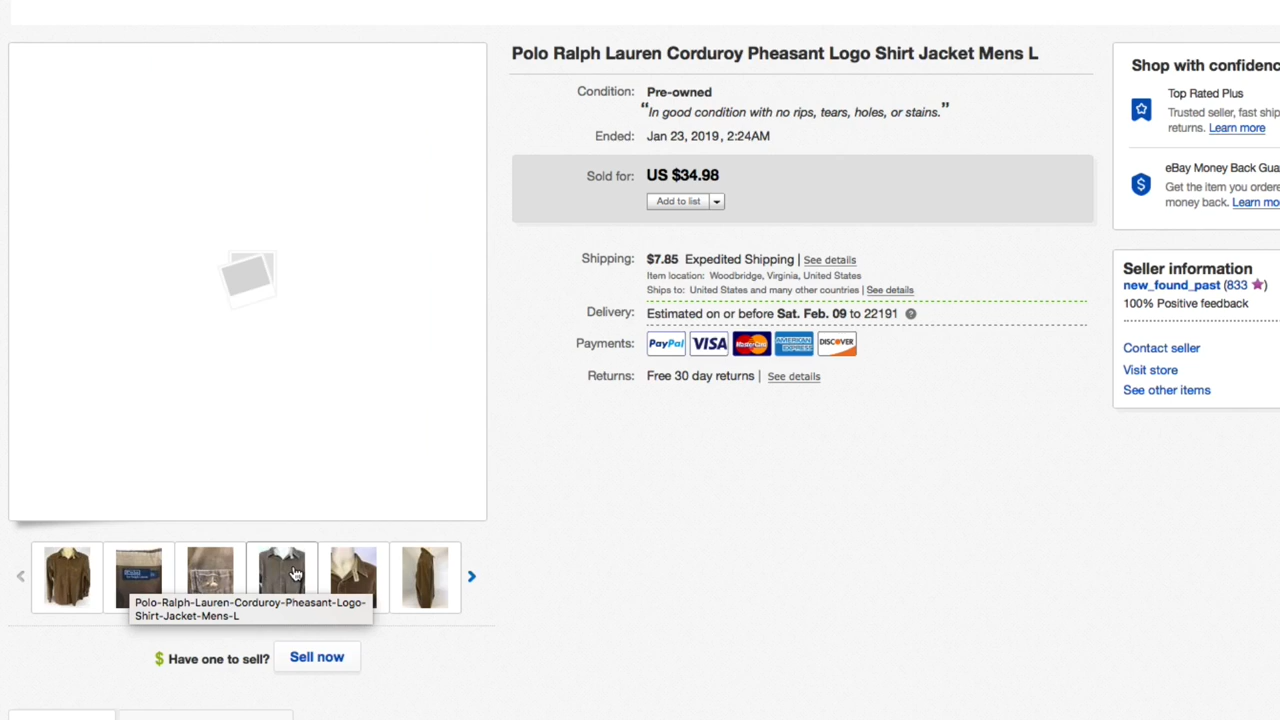 Polo Ralph Lauren Corduroy Pheasant Logo Shirt Jacket Mens L
Condition: Pre-owned
“In good condition with no rips, tears, holes, or stains.”
Ended: Jan 23, 2019 , 2:24AM
Sold for: US $34.98
Add to list
Shipping: $7.85 Expedited Shipping | See details
Item location: Woodbridge, Virginia, United States
Ships to: United States and many other countries | See details
Delivery: Estimated on or before Sat. Feb. 09 to 22191 ?
Payments: PayPal VISA MasterCard AMERICAN EXPRESS DISCOVER
Returns: Free 30 day returns | See details
Shop with confidenc
Top Rated Plus
Trusted seller, fast ship
returns. Learn more
$
eBay Money Back Gua
Get the item you ordere
money back. Learn mo
Seller information
new_found_past (833 )
100% Positive feedback
Contact seller
Visit store
See other items
Polo-Ralph-Lauren-Corduroy-Pheasant-Logo-
Shirt-Jacket-Mens-L
$ Have one to sell? Sell now